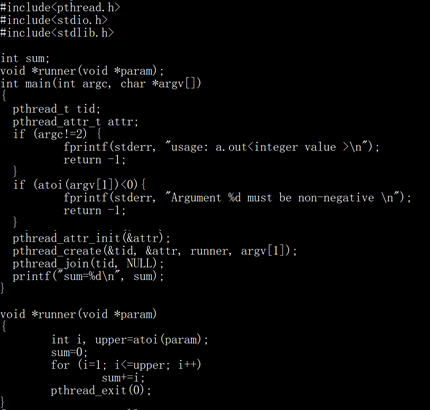 #include<pthread.h>
#include<stdio.h>
#include<stdlib.h>
int sum;
void *runner(void *param);
int main(int argc, char *argv[])
{
pthread_t tid;
pthread_attr_t attr;
if (argc!=2) {
fprintf(stderr, "usage: a.out<integer value >\n");
return -1;
}
if (atoi(argv[1])<0){
fprintf(stderr, "Argument %d must be non-negative \n");
return -1;
}
pthread_attr_init(&attr);
pthread_create(&tid, &attr, runner, argv[1]);
pthread_join(tid, NULL);
printf("sum=%d\n", sum);
}
void *runner(void *param)
{
int i, upper=atoi(param);
sum=0;
for (i=1; i<=upper; i++)
sum+=i;
pthread_exit(0);
}